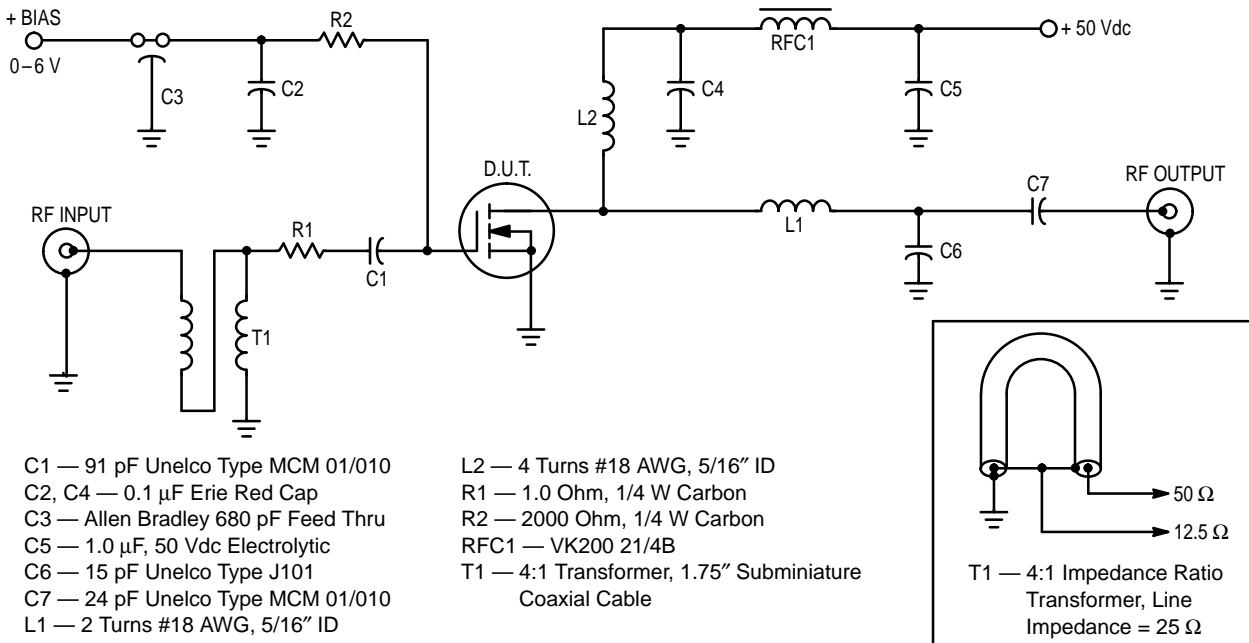 + BIAS
0–6 V
C3
C2
R2
RF INPUT
T1
R1
C1
D.U.T.
L2
C4
RFC1
C5
+ 50 Vdc
L1
C6
C7
RF OUTPUT
C1 — 91 pF Unelco Type MCM 01/010
C2, C4 — 0.1 μF Erie Red Cap
C3 — Allen Bradley 680 pF Feed Thru
C5 — 1.0 μF, 50 Vdc Electrolytic
C6 — 15 pF Unelco Type J101
C7 — 24 pF Unelco Type MCM 01/010
L1 — 2 Turns #18 AWG, 5/16″ ID
L2 — 4 Turns #18 AWG, 5/16″ ID
R1 — 1.0 Ohm, 1/4 W Carbon
R2 — 2000 Ohm, 1/4 W Carbon
RFC1 — VK200 21/4B
T1 — 4:1 Transformer, 1.75″ Subminiature
Coaxial Cable
50 Ω
12.5 Ω
T1 — 4:1 Impedance Ratio
Transformer, Line
Impedance = 25 Ω